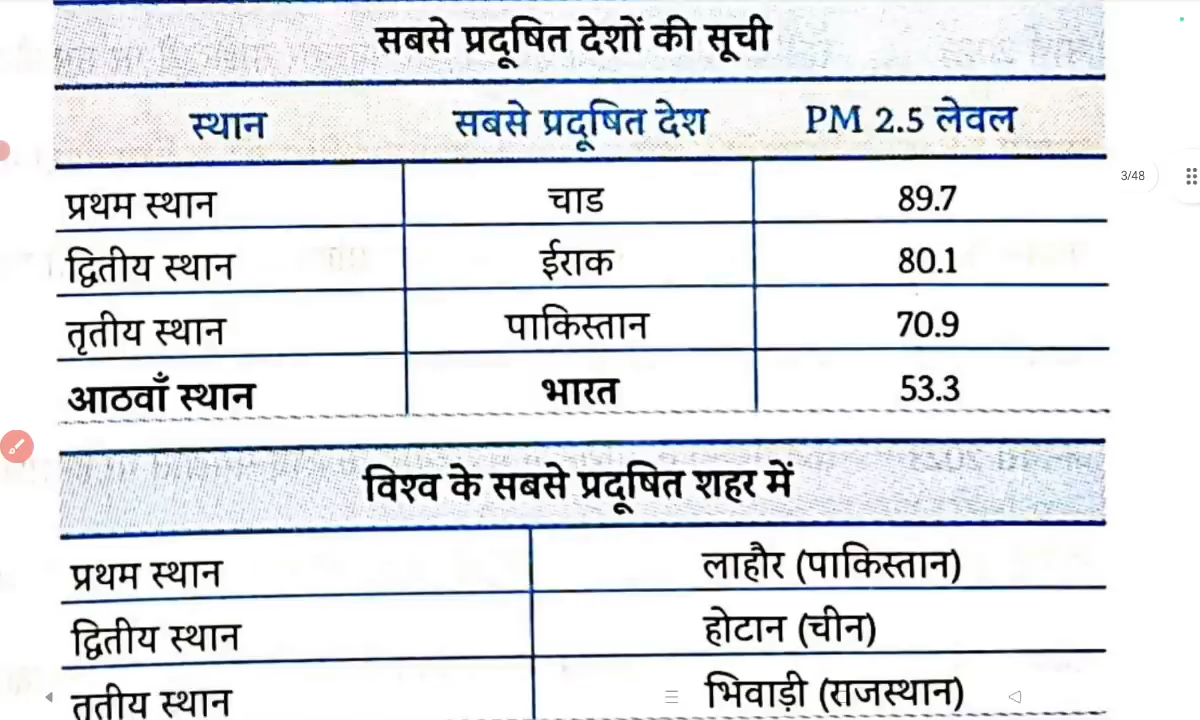 सबसे प्रदूषित देशों की सूची
स्थान सबसे प्रदूषित देश PM 2.5 लेवल
प्रथम स्थान चाड 89.7
3/48
द्वितीय स्थान ईराक 80.1
तृतीय स्थान पाकिस्तान 70.9
आठवाँ स्थान भारत 53.3
विश्व के सबसे प्रदूषित शहर में
प्रथम स्थान लाहौर (पाकिस्तान)
द्वितीय स्थान होटान (चीन)
तृतीय स्थान भिवाड़ी (राजस्थान)